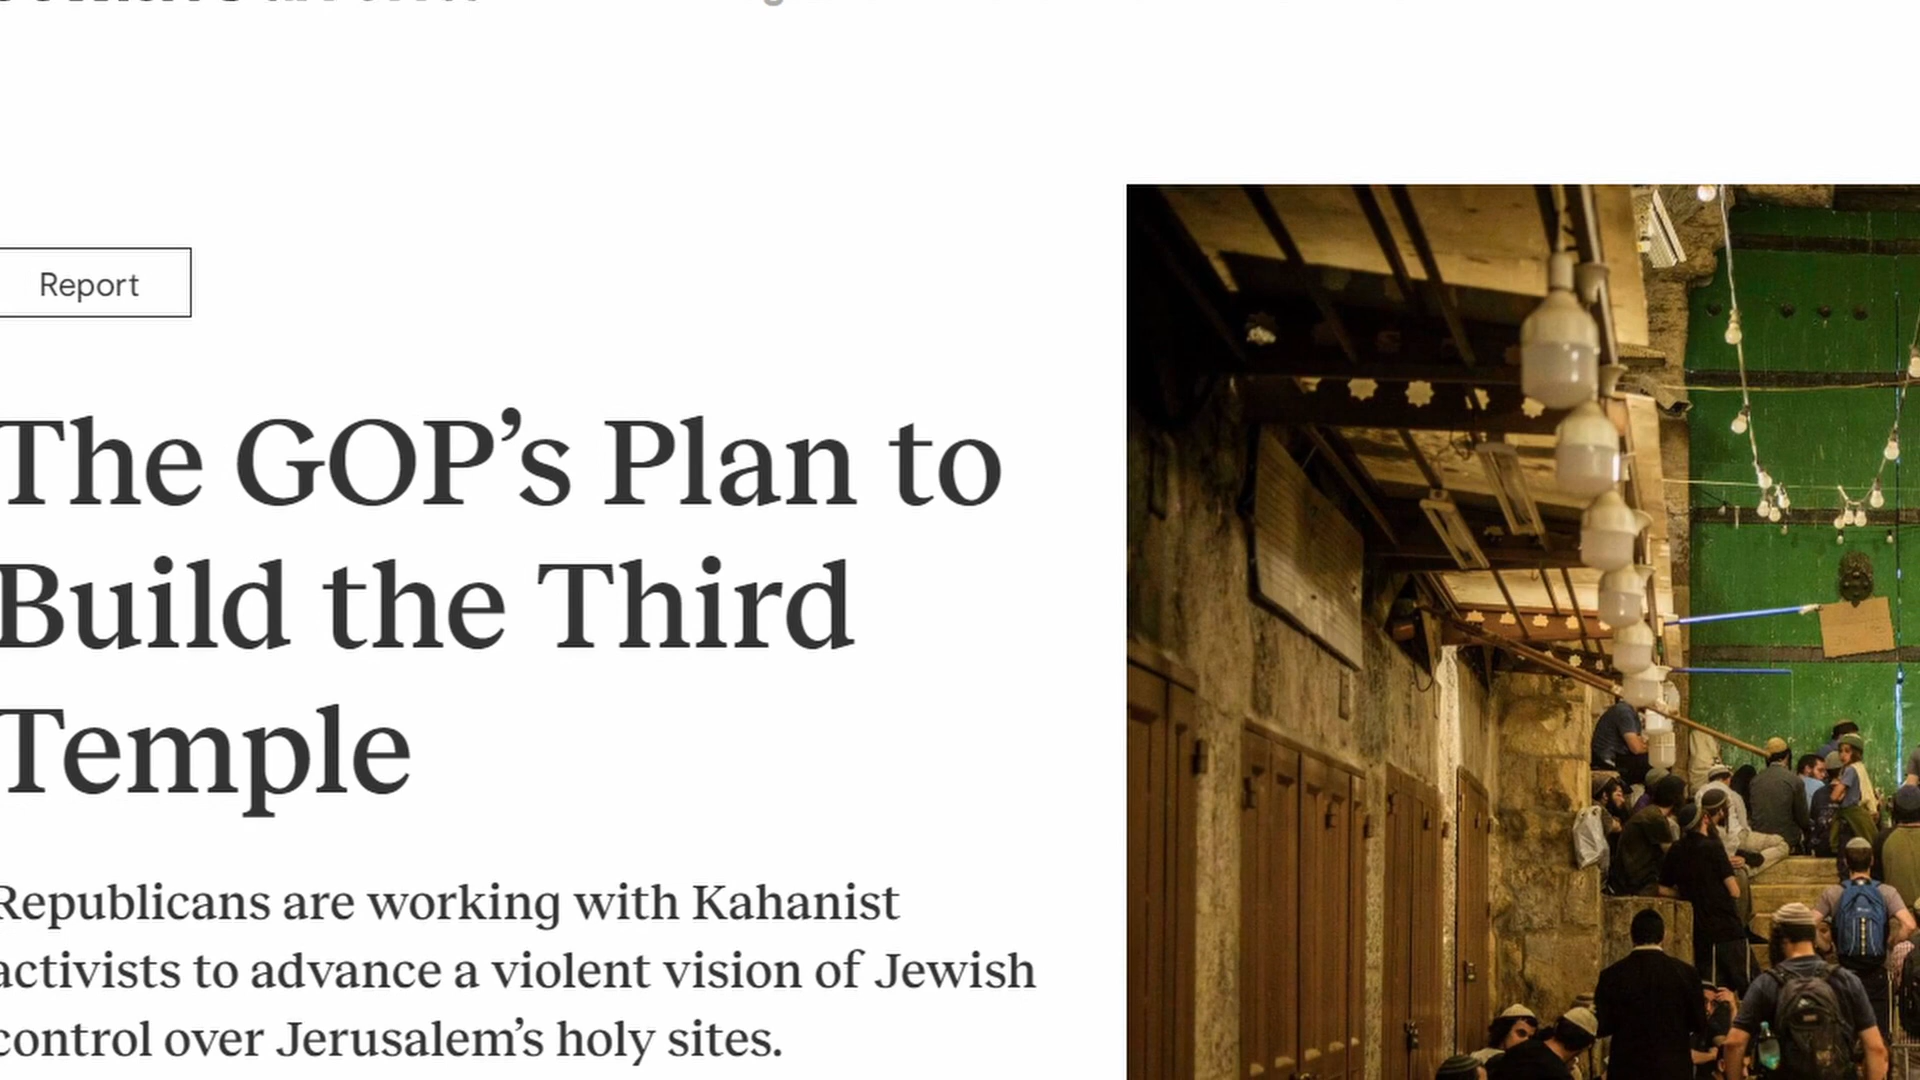 Report
The GOP’s Plan to
Build the Third
Temple
Republicans are working with Kahanist
activists to advance a violent vision of Jewish
control over Jerusalem’s holy sites.